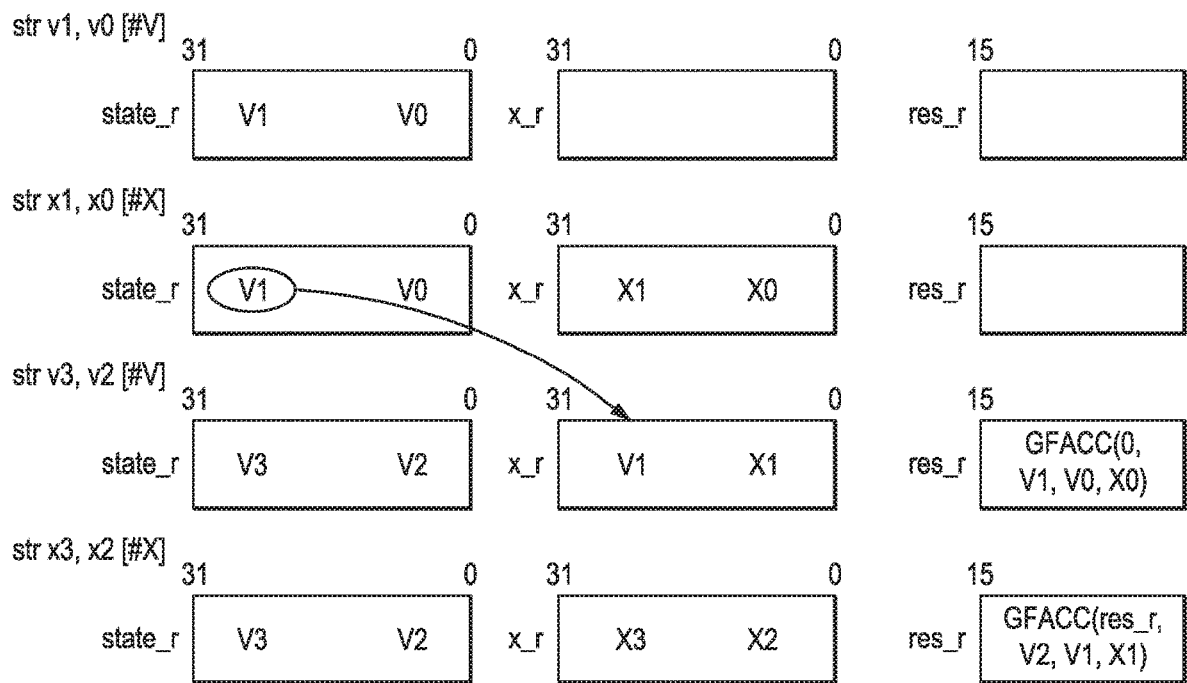 str v1, v0 [#V]
31 0 31 0 15
state_r V1 V0 x_r res_r
str x1, x0 [#X]
31 0 31 0 15
state_r V1 V0 x_r X1 X0 res_r
str v3, v2 [#V]
31 0 31 0 15
state_r V3 V2 x_r V1 X1 res_r GFACC(0,
V1, V0, X0)
str x3, x2 [#X]
31 0 31 0 15
state_r V3 V2 x_r X3 X2 res_r GFACC(res_r,
V2, V1, X1)